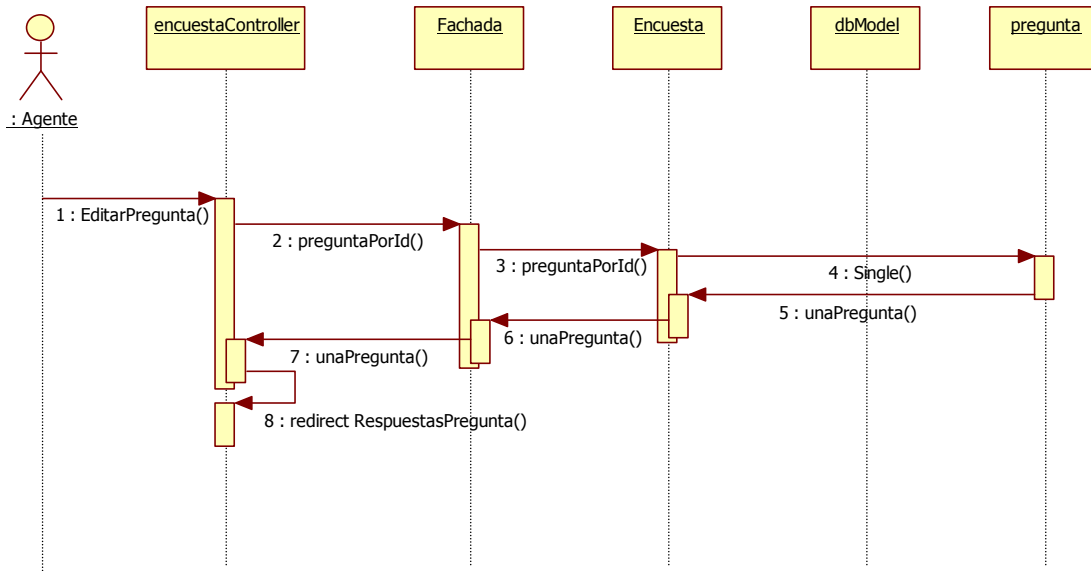 encuestaController
Fachada
Encuesta
dbModel
pregunta
: Agente
1 : EditarPregunta()
2 : preguntaPorId()
3 : preguntaPorId()
4 : Single()
5 : unaPregunta()
6 : unaPregunta()
7 : unaPregunta()
8 : redirect RespuestasPregunta()